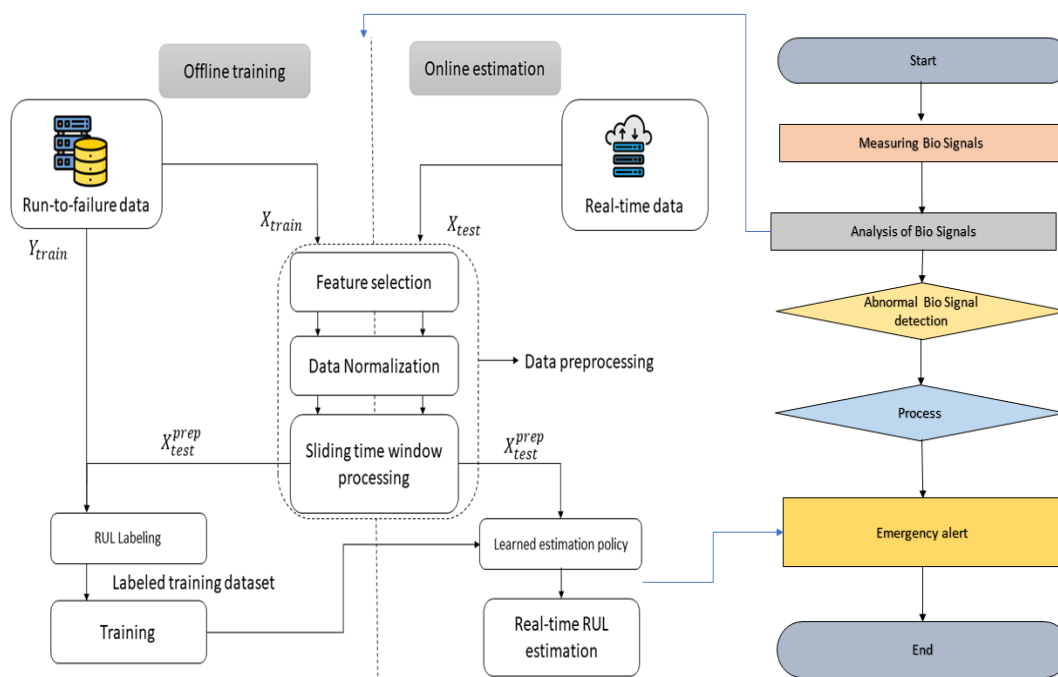 Offline training
Online estimation
Run-to-failure data
Real-time data
X_train
X_test
Y_train
Feature selection
Data Normalization
Data preprocessing
Sliding time window
processing
X_test^prep
X_test^prep
RUL Labeling
Learned estimation policy
Labeled training dataset
Training
Real-time RUL
estimation
Start
Measuring Bio Signals
Analysis of Bio Signals
Abnormal Bio Signal
detection
Process
Emergency alert
End